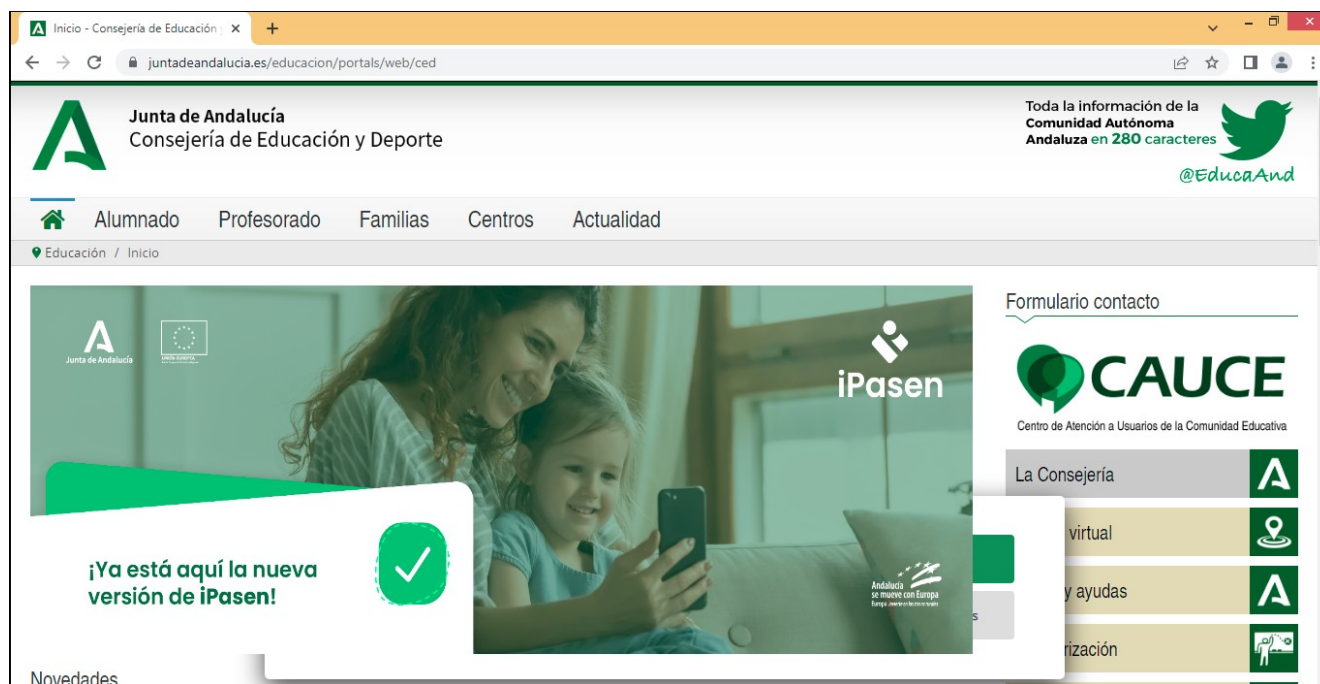 Inicio - Consejería de Educación
juntadeandalucia.es/educacion/portals/web/ced
Junta de Andalucía
Consejería de Educación y Deporte
Toda la información de la
Comunidad Autónoma
Andaluza en 280 caracteres
@EducaAnd
Alumnado Profesorado Familias Centros Actualidad
Educación / Inicio
Junta de Andalucía
UNIÓN EUROPEA
iPasen
¡Ya está aquí la nueva
versión de iPasen!
Andalucía
se mueve con Europa
Formulario contacto
CAUCE
Centro de Atención a Usuarios de la Comunidad Educativa
La Consejería
virtual
y ayudas
rización
Novedades